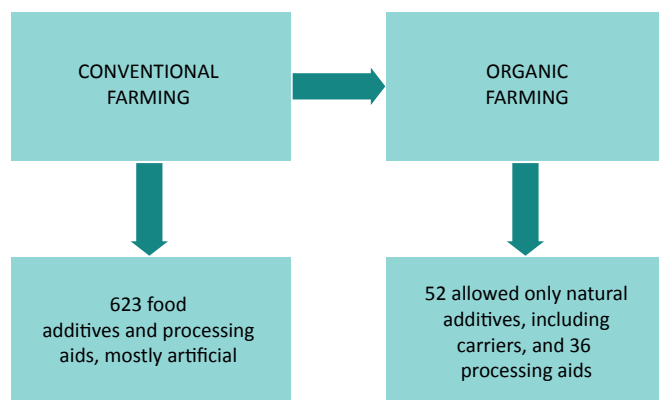 CONVENTIONAL
FARMING
ORGANIC
FARMING
623 food
additives and processing
aids, mostly artificial
52 allowed only natural
additives, including
carriers, and 36
processing aids